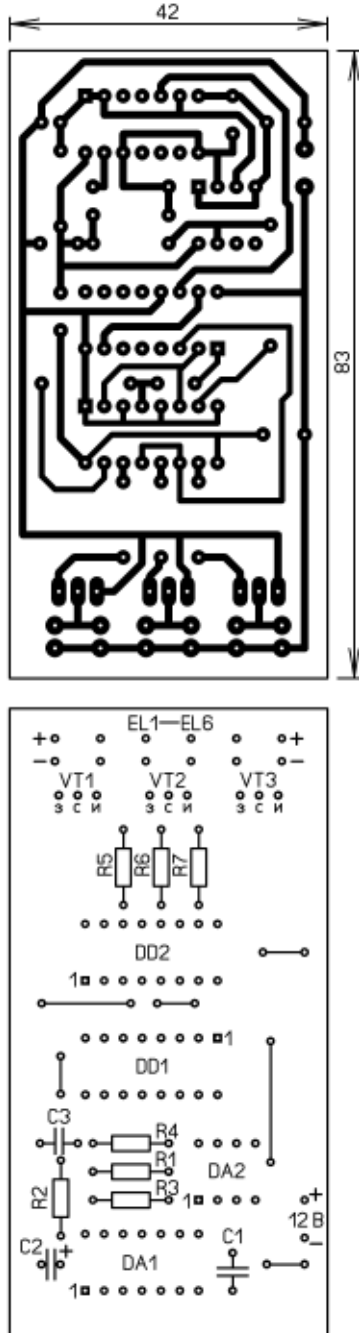 42
83
EL1—EL6
+ +
– –
VT1 VT2 VT3
з с и з с и з с и
R5 R6 R7
DD2
1
1
DD1
C3
R4
R1
R2
R3
DA2
1
+
12 В
–
C2 +
DA1
C1
1